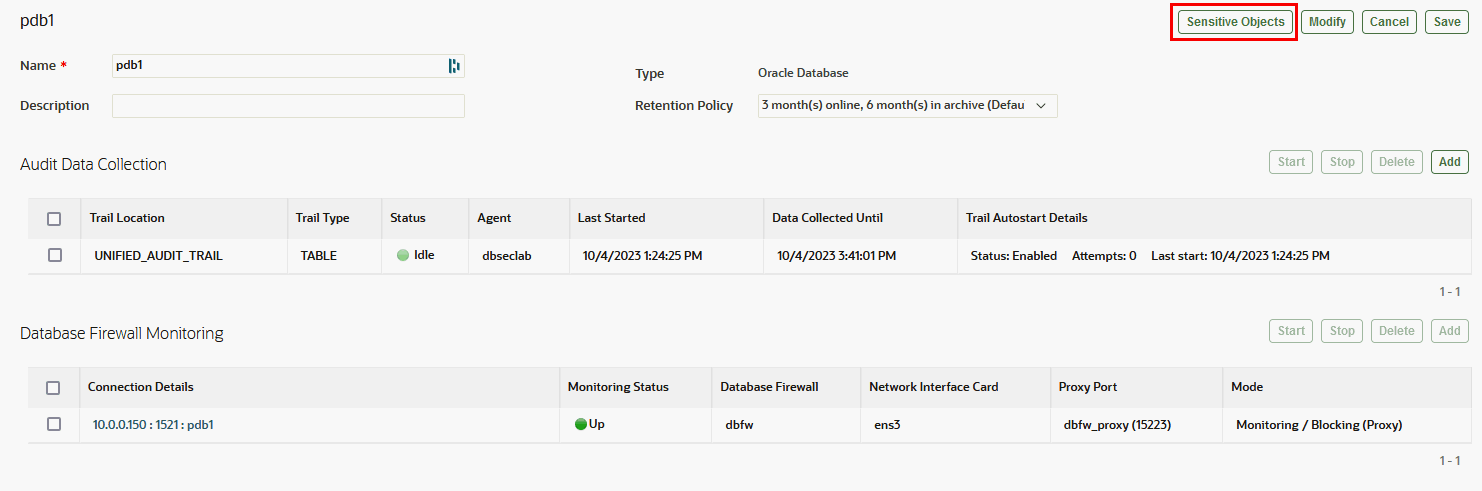 pdb1 Sensitive Objects Modify Cancel Save
Name * pdb1 Type Oracle Database
Description Retention Policy 3 month(s) online, 6 month(s) in archive (Defau
Audit Data Collection Start Stop Delete Add
Trail Location Trail Type Status Agent Last Started Data Collected Until Trail Autostart Details
UNIFIED_AUDIT_TRAIL TABLE Idle dbseclab 10/4/2023 1:24:25 PM 10/4/2023 3:41:01 PM Status: Enabled Attempts: 0 Last start: 10/4/2023 1:24:25 PM
1 - 1
Database Firewall Monitoring Start Stop Delete Add
Connection Details Monitoring Status Database Firewall Network Interface Card Proxy Port Mode
10.0.0.150 : 1521 : pdb1 Up dbfw ens3 dbfw_proxy (15223) Monitoring / Blocking (Proxy)
1 - 1